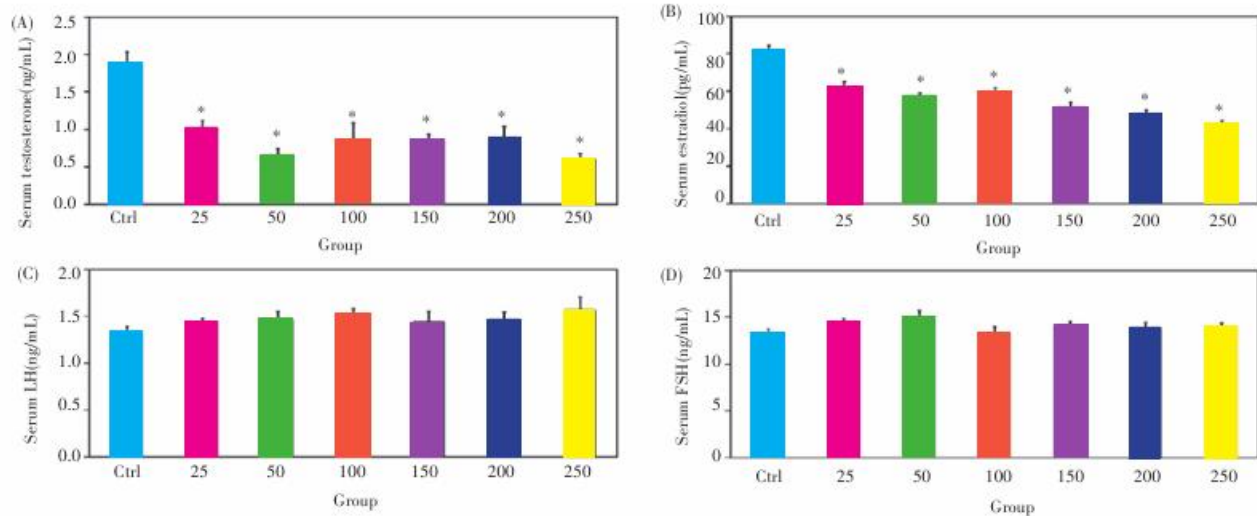 (A)
Serum testosterone(ng/mL)
2.5
2.0
1.5
1.0
0.5
0.0
* * * * * *
Ctrl 25 50 100 150 200 250
Group
(B)
Serum estradiol(pg/mL)
100
80
60
40
20
0
* * * * * *
Ctrl 25 50 100 150 200 250
Group
(C)
Serum LH(ng/mL)
2.0
1.5
1.0
0.5
0.0
Ctrl 25 50 100 150 200 250
Group
(D)
Serum FSH(ng/mL)
20
15
10
5
0
Ctrl 25 50 100 150 200 250
Group